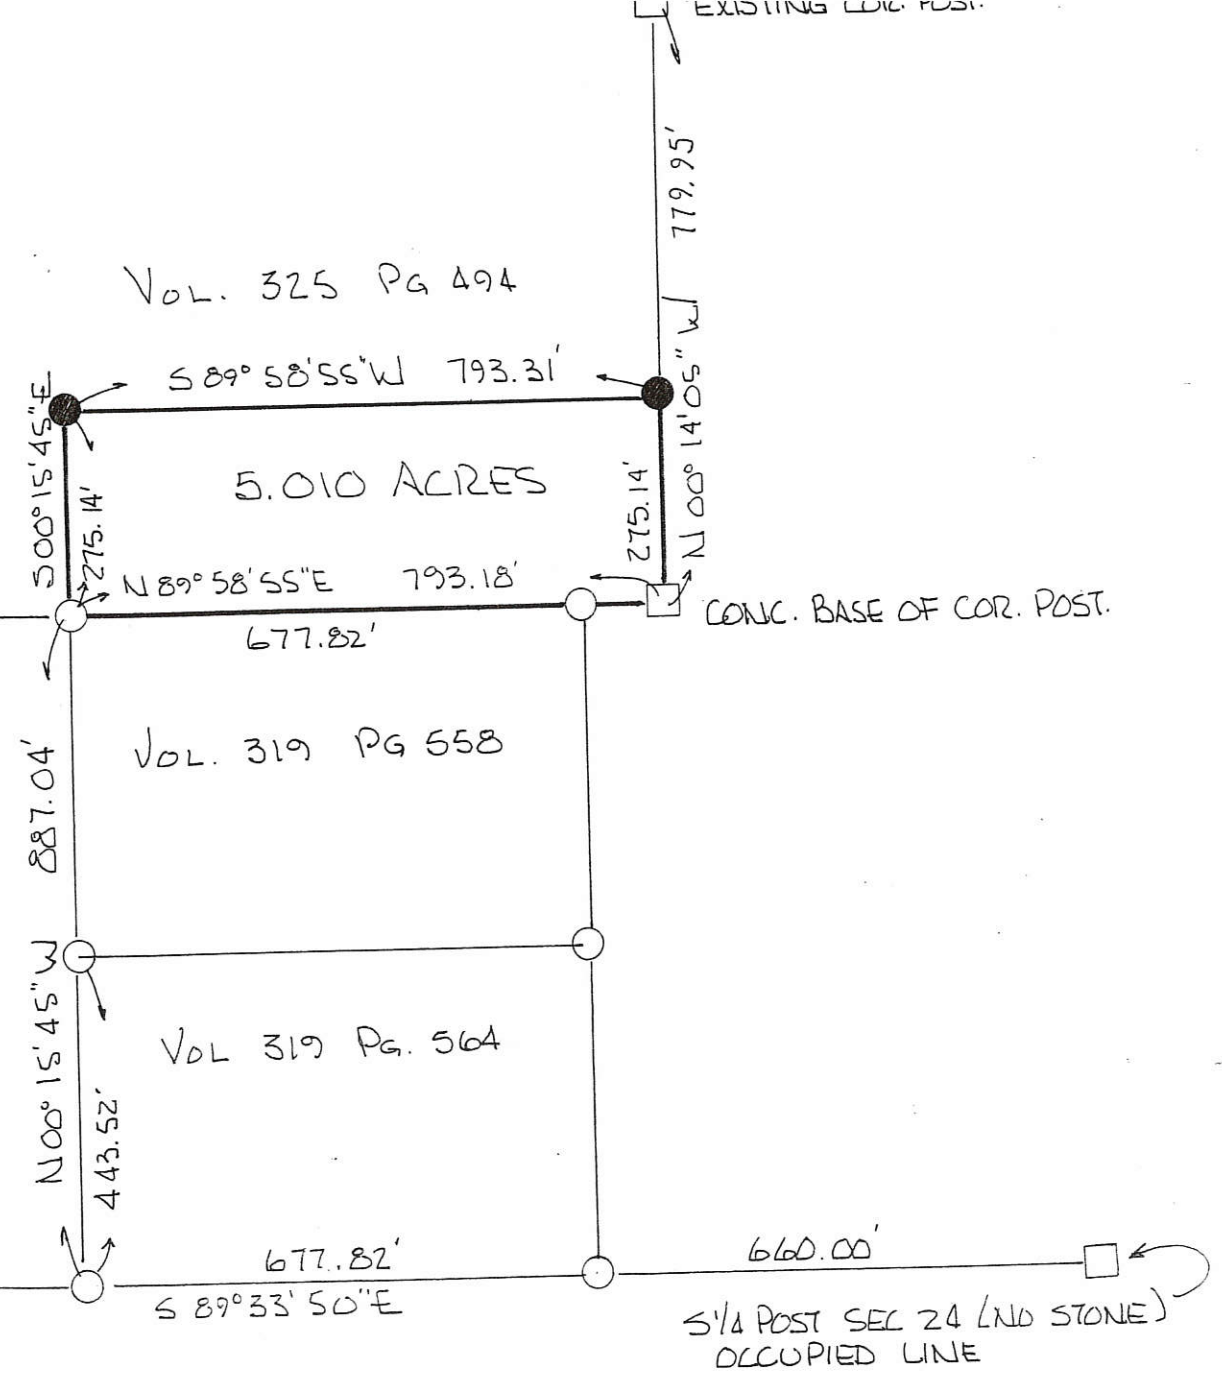 EXISTING COR. POST.
779.95'
VOL. 325 PG 494
S 89° 58' 55" W 793.31'
S 00° 15' 45" E
275.14'
5.010 ACRES
275.14'
N 00° 14' 05" W
N 89° 58' 55" E 793.18'
CONC. BASE OF COR. POST.
677.82'
887.04'
VOL. 319 PG 558
N 00° 15' 45" W
VOL 319 PG. 564
443.52'
677.82'
660.00'
S 89° 33' 50" E
S 1/4 POST SEC 24 (NO STONE)
OCCUPIED LINE